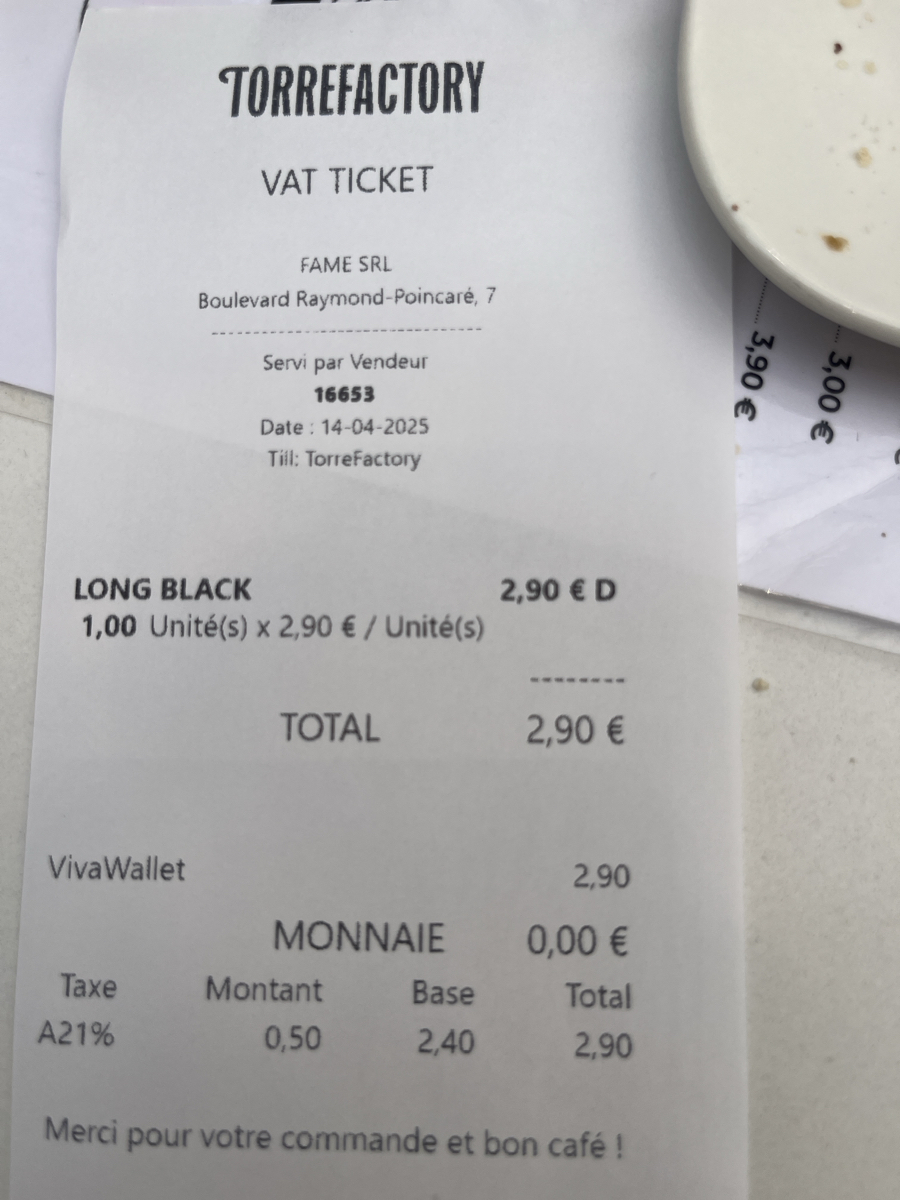 TORREFACTORY
VAT TICKET
FAME SRL
Boulevard Raymond-Poincaré, 7
--------------------------------------
Servi par Vendeur
16653
Date : 14-04-2025
Till: TorreFactory
LONG BLACK 2,90 € D
1,00 Unité(s) x 2,90 € / Unité(s)
--------
TOTAL 2,90 €
VivaWallet 2,90
MONNAIE 0,00 €
Taxe Montant Base Total
A21% 0,50 2,40 2,90
Merci pour votre commande et bon café !
3,90 €
3,00 €